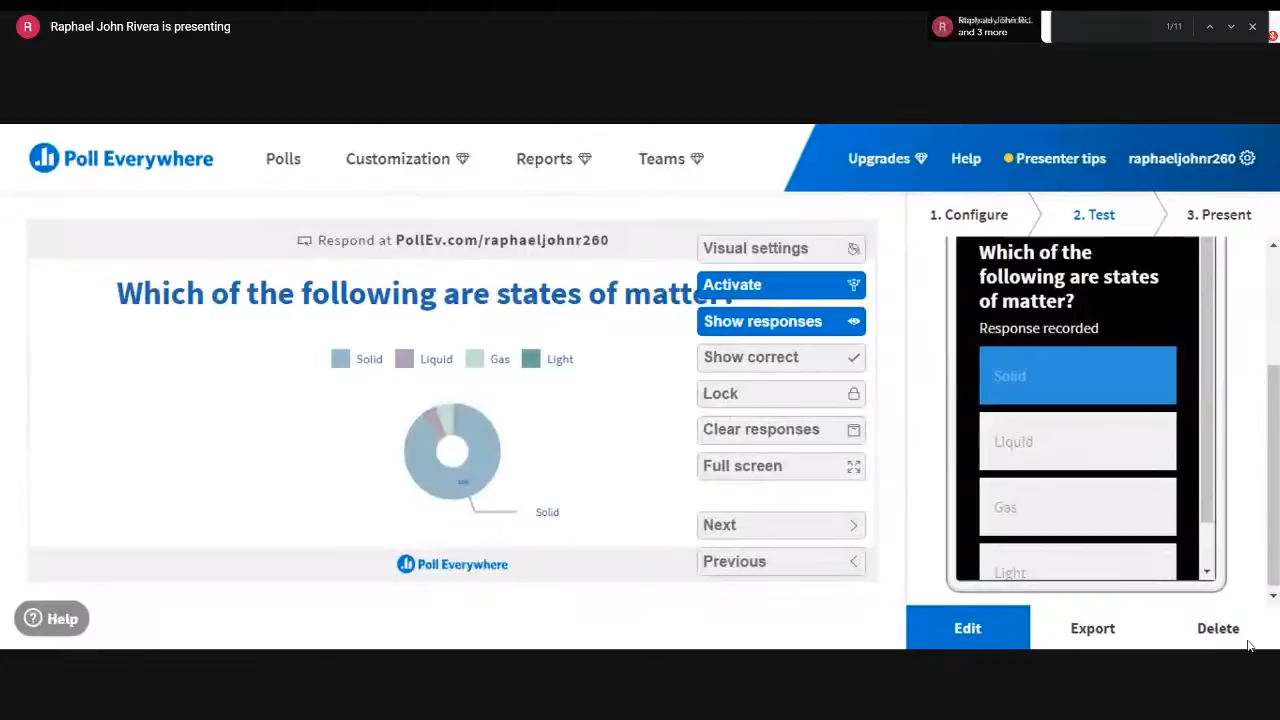 R Raphael John Rivera is presenting
R
and 3 more
1/11
Poll Everywhere
Polls
Customization
Reports
Teams
Upgrades
Help
Presenter tips
raphaeljohnr260
1. Configure
2. Test
3. Present
Respond at PollEv.com/raphaeljohnr260
Which of the following are states of matter?
Solid
Liquid
Gas
Light
Solid
Poll Everywhere
Visual settings
Activate
Show responses
Show correct
Lock
Clear responses
Full screen
Next
Previous
Which of the
following are states
of matter?
Response recorded
Solid
Liquid
Gas
Light
Help
Edit
Export
Delete